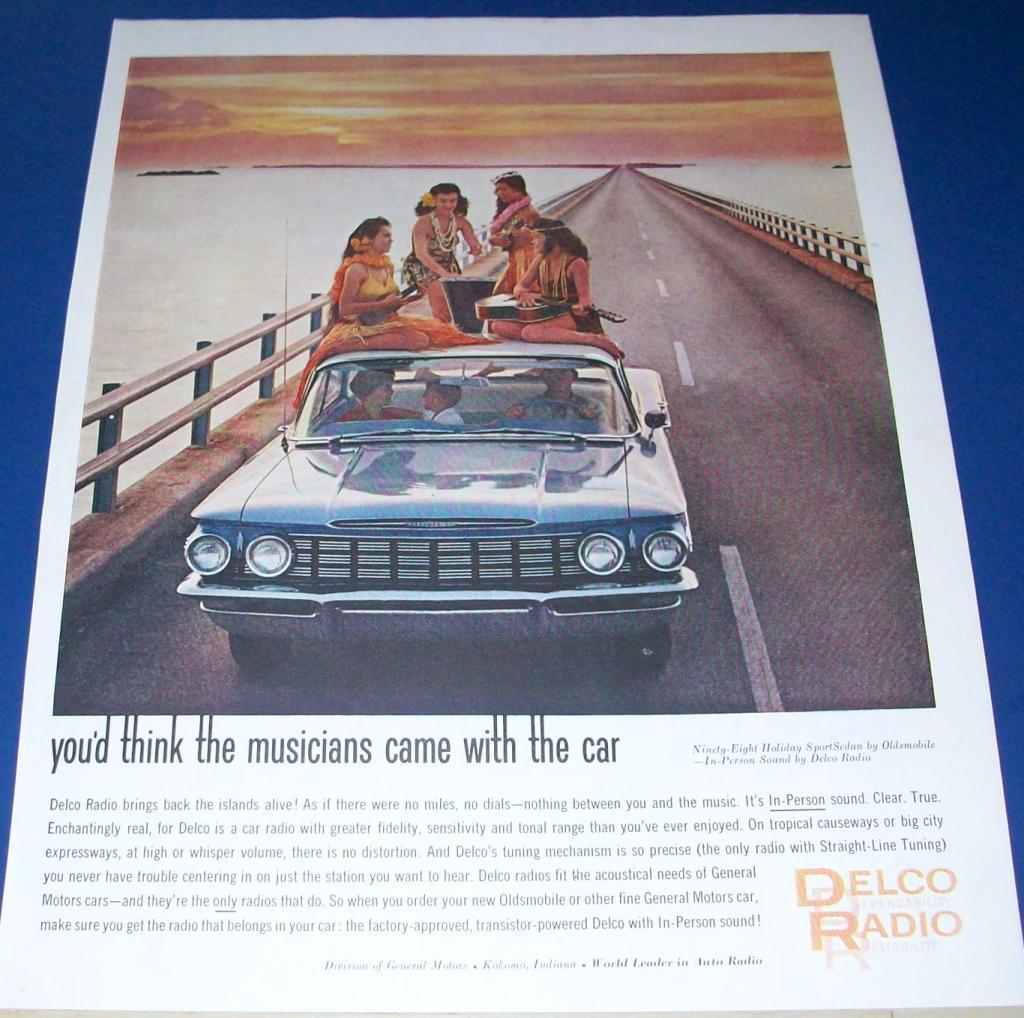 you'd think the musicians came with the car
Ninety-Eight Holiday SportSedan by Oldsmobile
—In-Person Sound by Delco Radio
Delco Radio brings back the islands alive! As if there were no miles, no dials—nothing between you and the music. It's In-Person sound. Clear. True.
Enchantingly real, for Delco is a car radio with greater fidelity, sensitivity and tonal range than you've ever enjoyed. On tropical causeways or big city
expressways, at high or whisper volume, there is no distortion. And Delco's tuning mechanism is so precise (the only radio with Straight-Line Tuning)
you never have trouble centering in on just the station you want to hear. Delco radios fit the acoustical needs of General
Motors cars—and they're the only radios that do. So when you order your new Oldsmobile or other fine General Motors car,
make sure you get the radio that belongs in your car: the factory-approved, transistor-powered Delco with In-Person sound!
DELCO
DEPENDABILITY
RADIO
RELIABILITY
Division of General Motors • Kokomo, Indiana • World Leader in Auto Radio